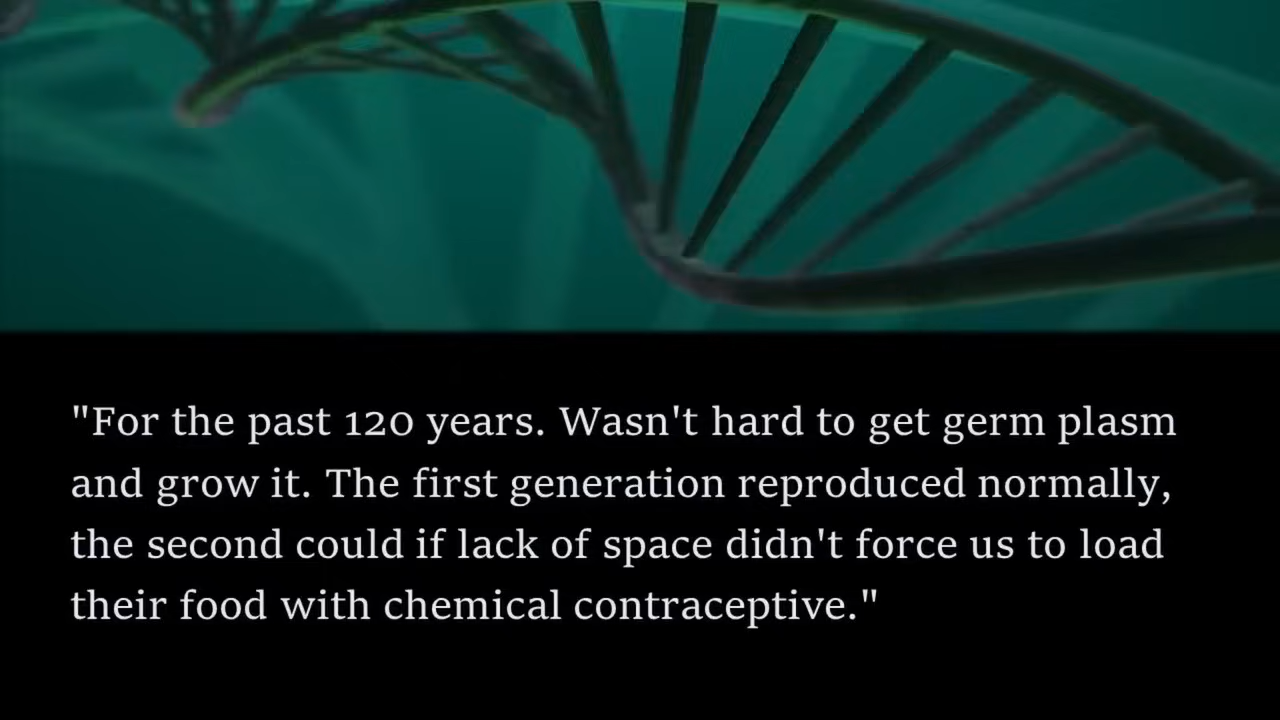 "For the past 120 years. Wasn't hard to get germ plasm
and grow it. The first generation reproduced normally,
the second could if lack of space didn't force us to load
their food with chemical contraceptive."